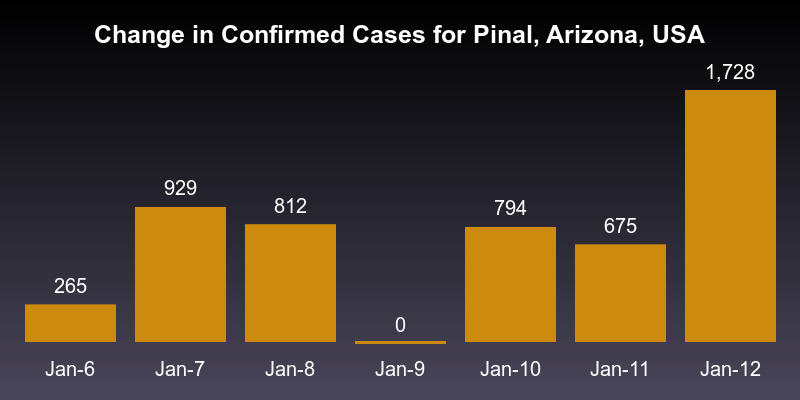 Change in Confirmed Cases for Pinal, Arizona, USA
265
929
812
0
794
675
1,728
Jan-6
Jan-7
Jan-8
Jan-9
Jan-10
Jan-11
Jan-12